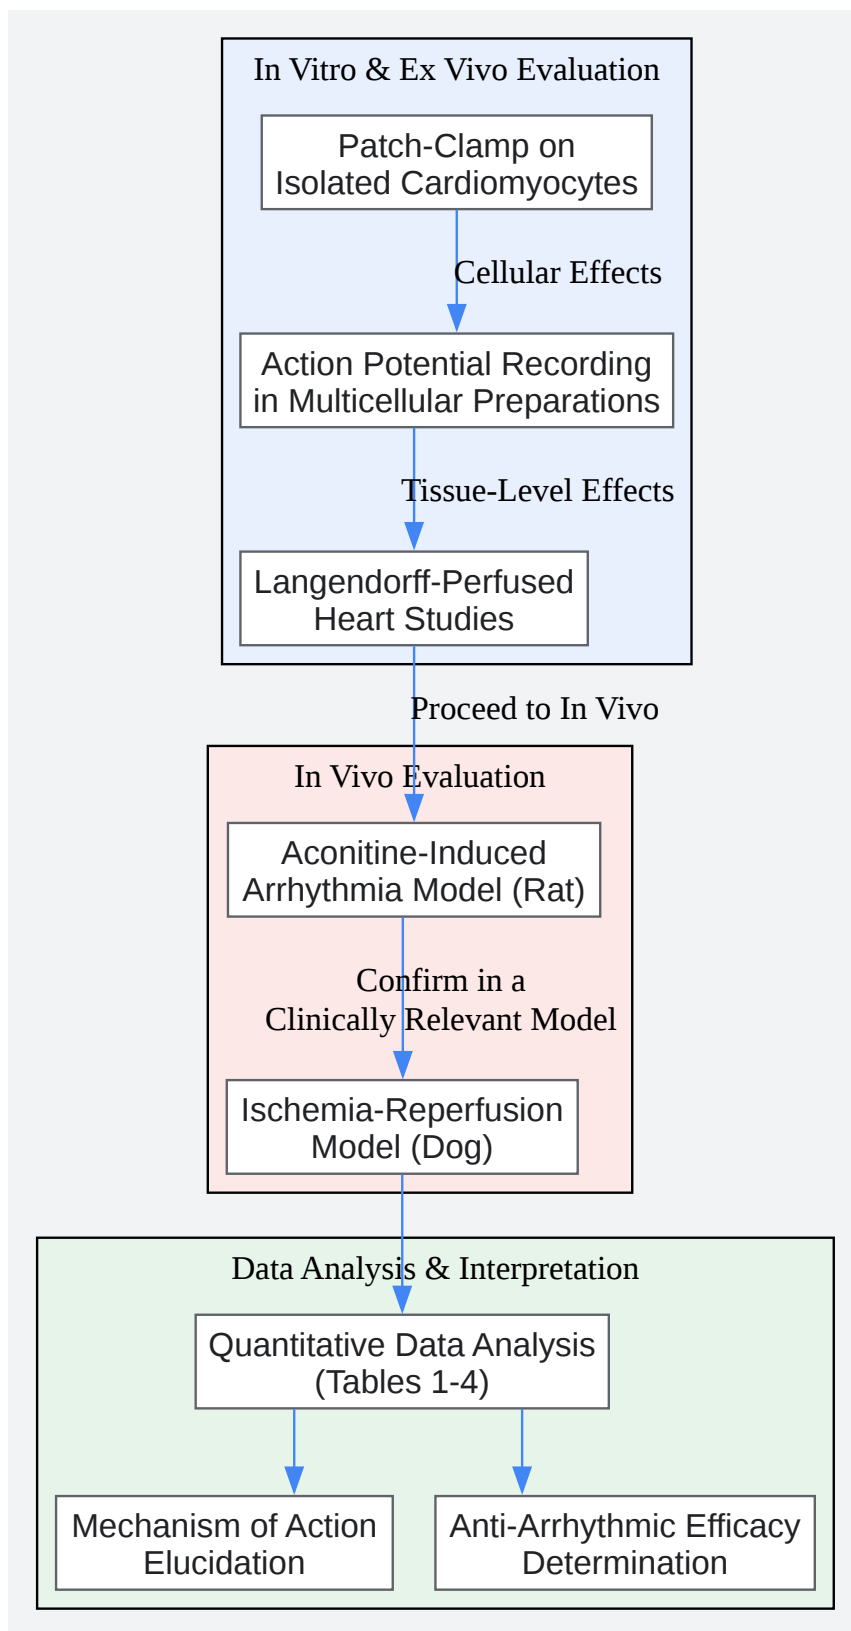 In Vitro & Ex Vivo Evaluation
Patch-Clamp on
Isolated Cardiomyocytes
Cellular Effects
Action Potential Recording
in Multicellular Preparations
Tissue-Level Effects
Langendorff-Perfused
Heart Studies
Proceed to In Vivo
In Vivo Evaluation
Aconitine-Induced
Arrhythmia Model (Rat)
Confirm in a
Clinically Relevant Model
Ischemia-Reperfusion
Model (Dog)
Data Analysis & Interpretation
Quantitative Data Analysis
(Tables 1-4)
Mechanism of Action
Elucidation
Anti-Arrhythmic Efficacy
Determination